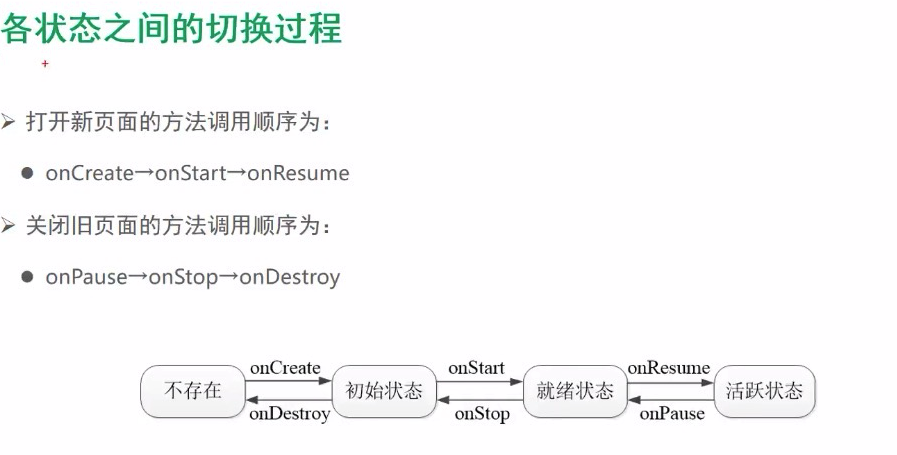 各状态之间的切换过程
打开新页面的方法调用顺序为：
onCreate→onStart→onResume
关闭旧页面的方法调用顺序为：
onPause→onStop→onDestroy
onCreate onStart onResume
不存在 初始状态 就绪状态 活跃状态
onDestroy onStop onPause